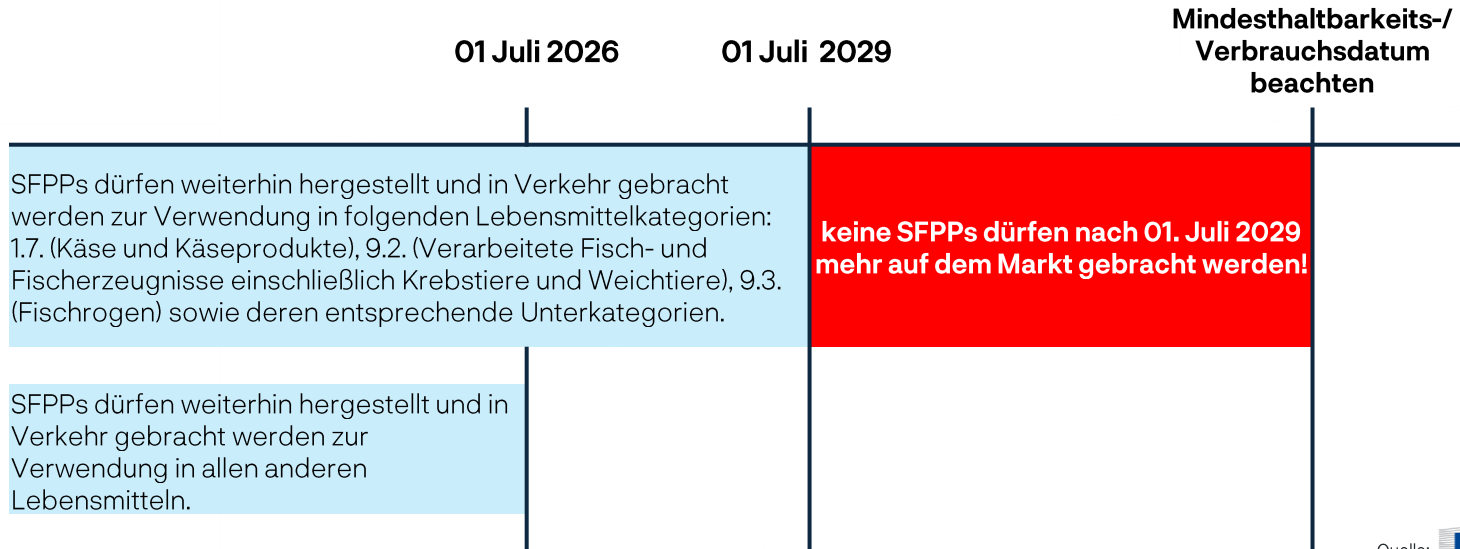 01 Juli 2026
01 Juli 2029
Mindesthaltbarkeits-/
Verbrauchsdatum
beachten
SFPPs dürfen weiterhin hergestellt und in Verkehr gebracht
werden zur Verwendung in folgenden Lebensmittelkategorien:
1.7. (Käse und Käseprodukte), 9.2. (Verarbeitete Fisch- und
Fischerzeugnisse einschließlich Krebstiere und Weichtiere), 9.3.
(Fischrogen) sowie deren entsprechende Unterkategorien.
keine SFPPs dürfen nach 01. Juli 2029
mehr auf dem Markt gebracht werden!
SFPPs dürfen weiterhin hergestellt und in
Verkehr gebracht werden zur
Verwendung in allen anderen
Lebensmitteln.
Quelle: